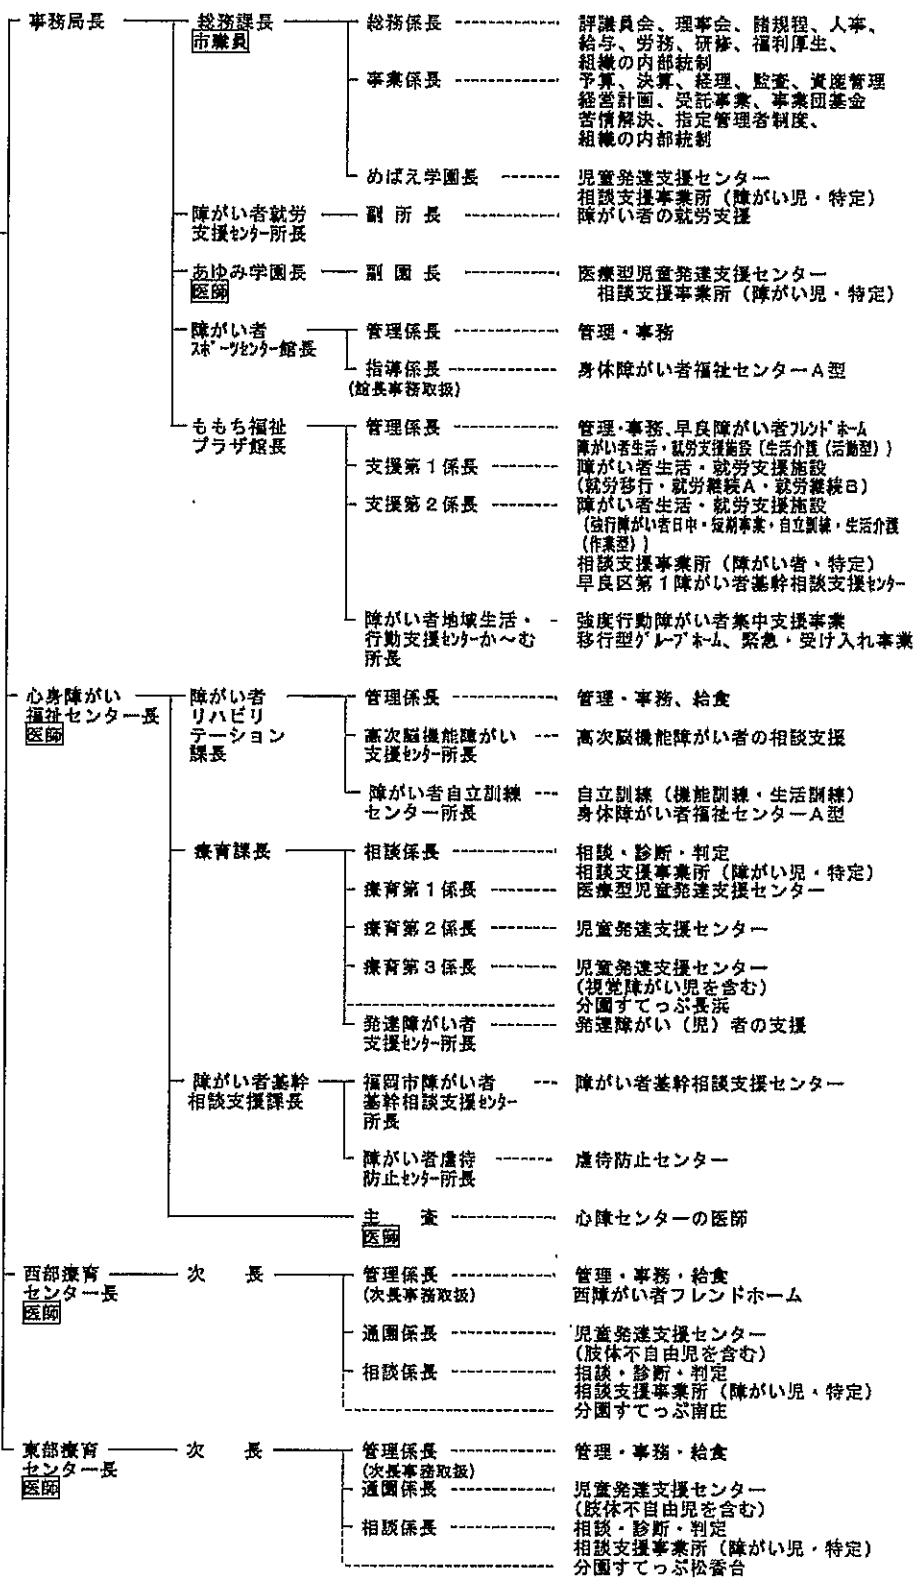 事務局長
総務課長
市職員
総務係長
評議員会、理事会、諸規程、人事、
給与、労務、研修、福利厚生、
組織の内部統制
事業係長
予算、決算、経理、監査、資産管理
経営計画、受託事業、事業団基金
苦情解決、指定管理者制度、
組織の内部統制
めばえ学園長
児童発達支援センター
相談支援事業所（障がい児・特定）
障がい者就労
支援センター所長
副所長
障がい者の就労支援
あゆみ学園長
医師
副園長
医療型児童発達支援センター
相談支援事業所（障がい児・特定）
障がい者
スポーツセンター館長
管理係長
管理・事務
指導係長
(館長事務取扱)
身体障がい者福祉センターA型
ももち福祉
プラザ館長
管理係長
管理・事務、早良障がい者フレンドホーム
障がい者生活・就労支援施設〔生活介護（活動型）〕
支援第１係長
障がい者生活・就労支援施設
(就労移行・就労継続A・就労継続B)
支援第２係長
障がい者生活・就労支援施設
(強行障がい者日中・短期事業・自立訓練・生活介護
(作業型))
相談支援事業所（障がい者・特定）
早良区第１障がい者基幹相談支援センター
障がい者地域生活・
行動支援センターか～む
所長
強度行動障がい者集中支援事業
移行型グループホーム、緊急・受け入れ事業
心身障がい
福祉センター長
医師
障がい者
リハビリ
テーション
課長
管理係長
管理・事務、給食
高次脳機能障がい
支援センター所長
高次脳機能障がい者の相談支援
障がい者自立訓練
センター所長
自立訓練（機能訓練・生活訓練）
身体障がい者福祉センターA型
療育課長
相談係長
相談・診断・判定
相談支援事業所（障がい児・特定）
療育第１係長
医療型児童発達支援センター
療育第２係長
児童発達支援センター
療育第３係長
児童発達支援センター
(視覚障がい児を含む)
分園すてっぷ長浜
発達障がい者
支援センター所長
発達障がい（児）者の支援
障がい者基幹
相談支援課長
福岡市障がい者
基幹相談支援センター
所長
障がい者基幹相談支援センター
障がい者虐待
防止センター所長
虐待防止センター
主　査
医師
心障センターの医師
西部療育
センター長
医師
次　長
管理係長
(次長事務取扱)
管理・事務・給食
西障がい者フレンドホーム
通園係長
児童発達支援センター
(肢体不自由児を含む)
相談係長
相談・診断・判定
相談支援事業所（障がい児・特定）
分園すてっぷ南庄
東部療育
センター長
医師
次　長
管理係長
(次長事務取扱)
管理・事務・給食
通園係長
児童発達支援センター
(肢体不自由児を含む)
相談係長
相談・診断・判定
相談支援事業所（障がい児・特定）
分園すてっぷ松香台